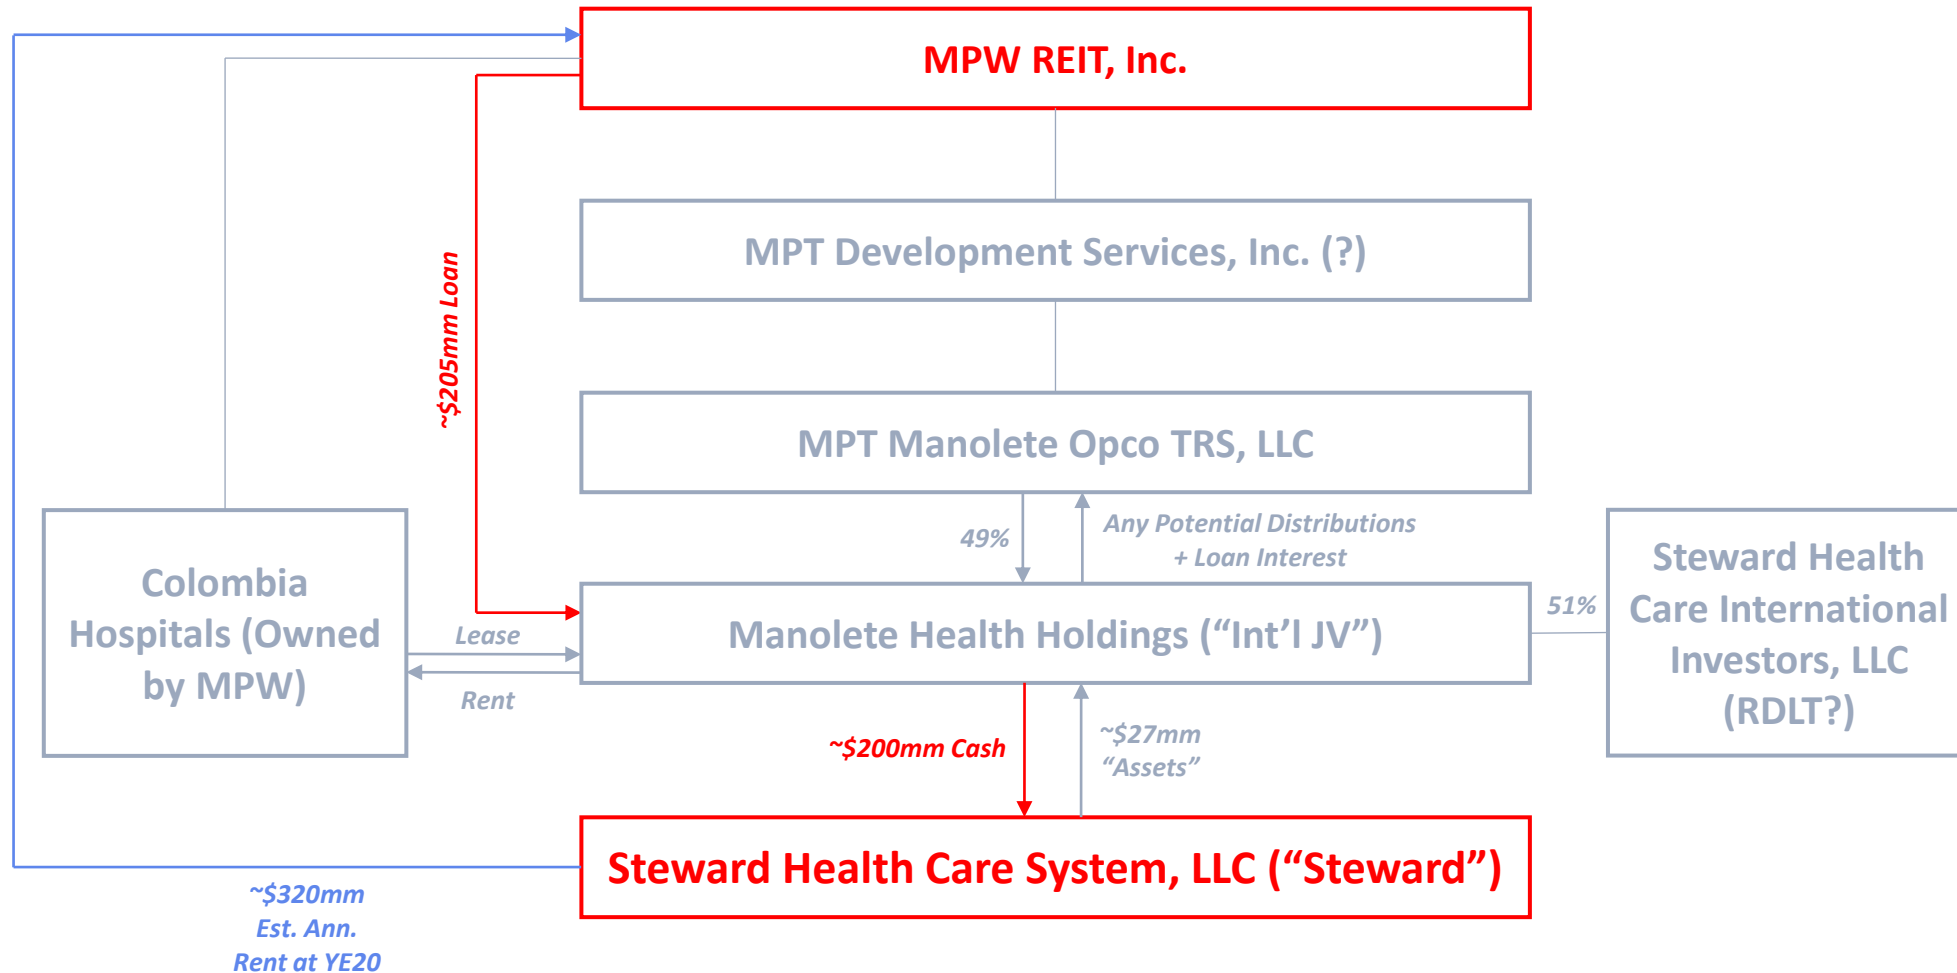 MPW REIT, Inc.
~$205mm Loan
MPT Development Services, Inc. (?)
MPT Manolete Opco TRS, LLC
49%
Any Potential Distributions
+ Loan Interest
Colombia
Hospitals (Owned
by MPW)
Lease
Rent
Manolete Health Holdings (“Int’l JV”)
51%
Steward Health
Care International
Investors, LLC
(RDLT?)
~$200mm Cash
~$27mm
“Assets”
Steward Health Care System, LLC (“Steward”)
~$320mm
Est. Ann.
Rent at YE20